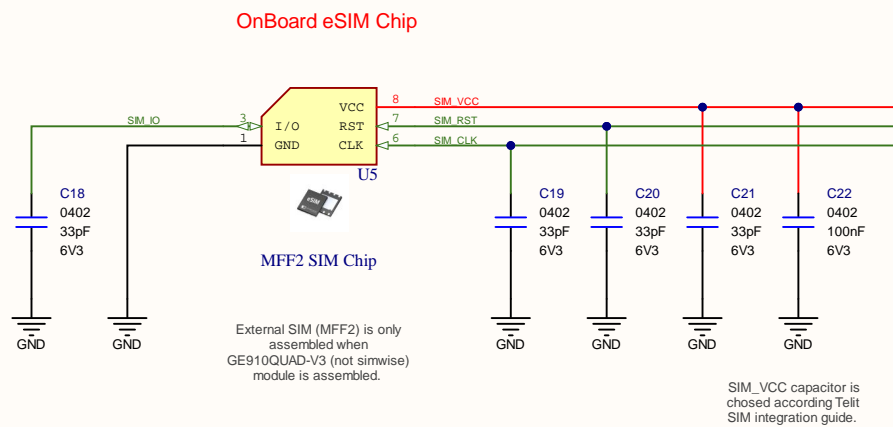 OnBoard eSIM Chip
SIM_IO
3
1
I/O
GND
VCC
RST
CLK
8
7
6
SIM_VCC
SIM_RST
SIM_CLK
U5
eSIM
MFF2 SIM Chip
C18
0402
33pF
6V3
C19
0402
33pF
6V3
C20
0402
33pF
6V3
C21
0402
33pF
6V3
C22
0402
100nF
6V3
GND
GND
GND
GND
GND
GND
External SIM (MFF2) is only
assembled when
GE910QUAD-V3 (not simwise)
module is assembled.
SIM_VCC capacitor is
chosed according Telit
SIM integration guide.